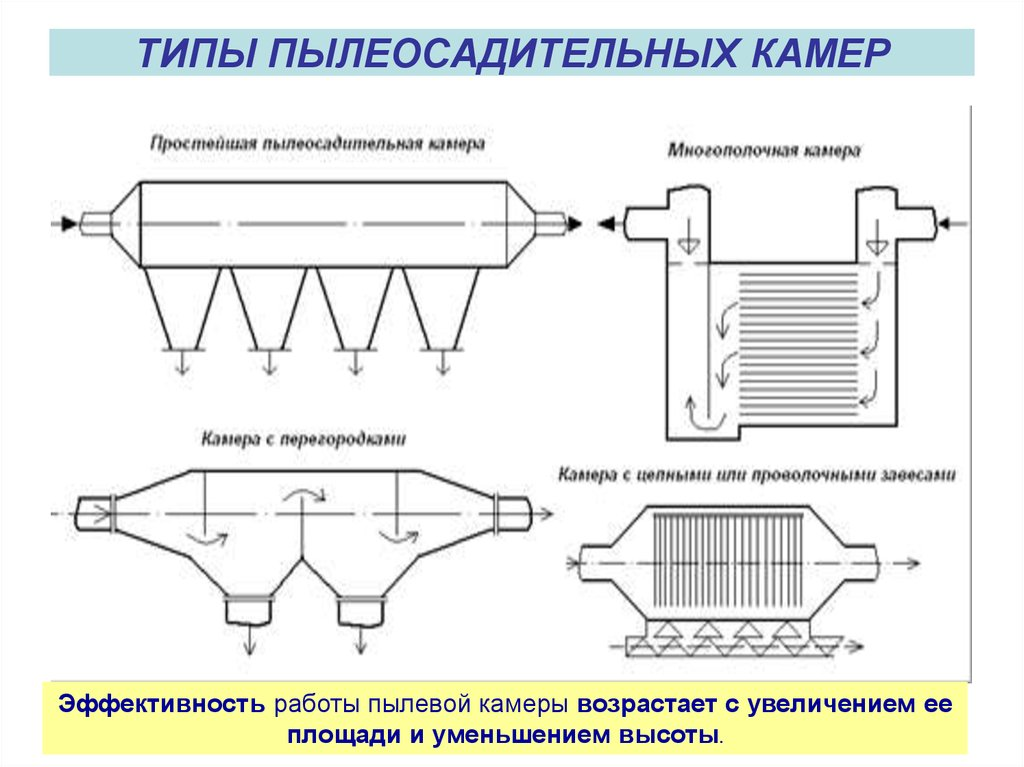 ТИПЫ ПЫЛЕОСАДИТЕЛЬНЫХ КАМЕР
Простейшая пылеосадительная камера
Многополочная камера
Камера с перегородками
Камера с цепными или проволочными завесами
Эффективность работы пылевой камеры возрастает с увеличением ее
площади и уменьшением высоты.